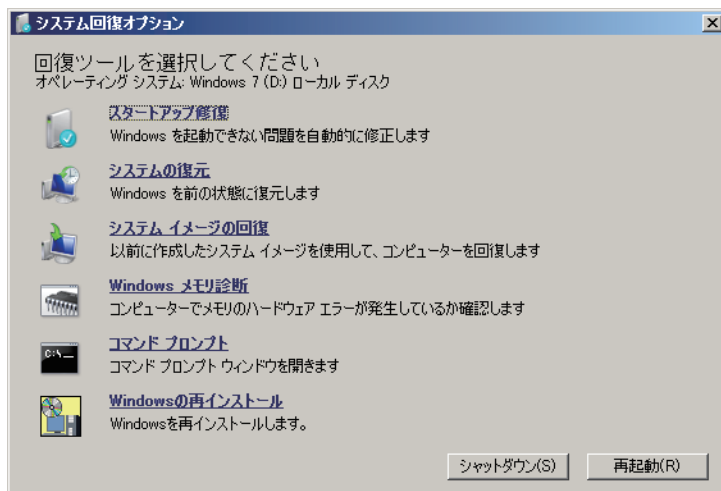 システム回復オプション
回復ツールを選択してください
オペレーティング システム: Windows 7 (D:) ローカル ディスク
スタートアップ修復
Windows を起動できない問題を自動的に修正します
システムの復元
Windows を前の状態に復元します
システム イメージの回復
以前に作成したシステム イメージを使用して、コンピューターを回復します
Windows メモリ診断
コンピューターでメモリのハードウェア エラーが発生しているか確認します
C:\_
コマンド プロンプト
コマンド プロンプト ウィンドウを開きます
Windowsの再インストール
Windowsを再インストールします。
シャットダウン(S)
再起動(R)